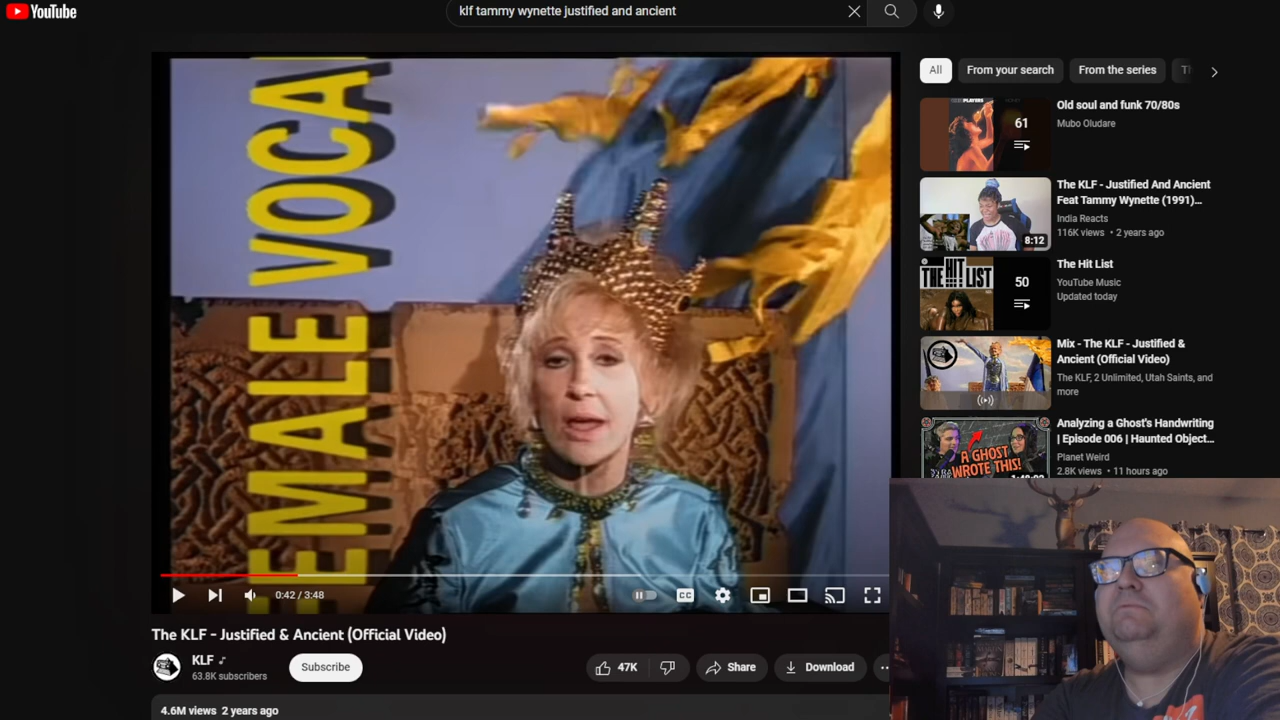 YouTube
klf tammy wynette justified and ancient
EMALE VOCA
0:42 / 3:48
CC
The KLF - Justified & Ancient (Official Video)
KLF
63.8K subscribers
Subscribe
47K
Share
Download
4.6M views 2 years ago
All
From your search
From the series
Th
61
Old soul and funk 70/80s
Mubo Oludare
8:12
The KLF - Justified And Ancient
Feat Tammy Wynette (1991)...
India Reacts
116K views • 2 years ago
THE HIT
LIST
50
The Hit List
YouTube Music
Updated today
Mix - The KLF - Justified &
Ancient (Official Video)
The KLF, 2 Unlimited, Utah Saints, and
more
A GHOST
WROTE THIS!
Analyzing a Ghost's Handwriting
| Episode 006 | Haunted Object...
Planet Weird
2.8K views • 11 hours ago